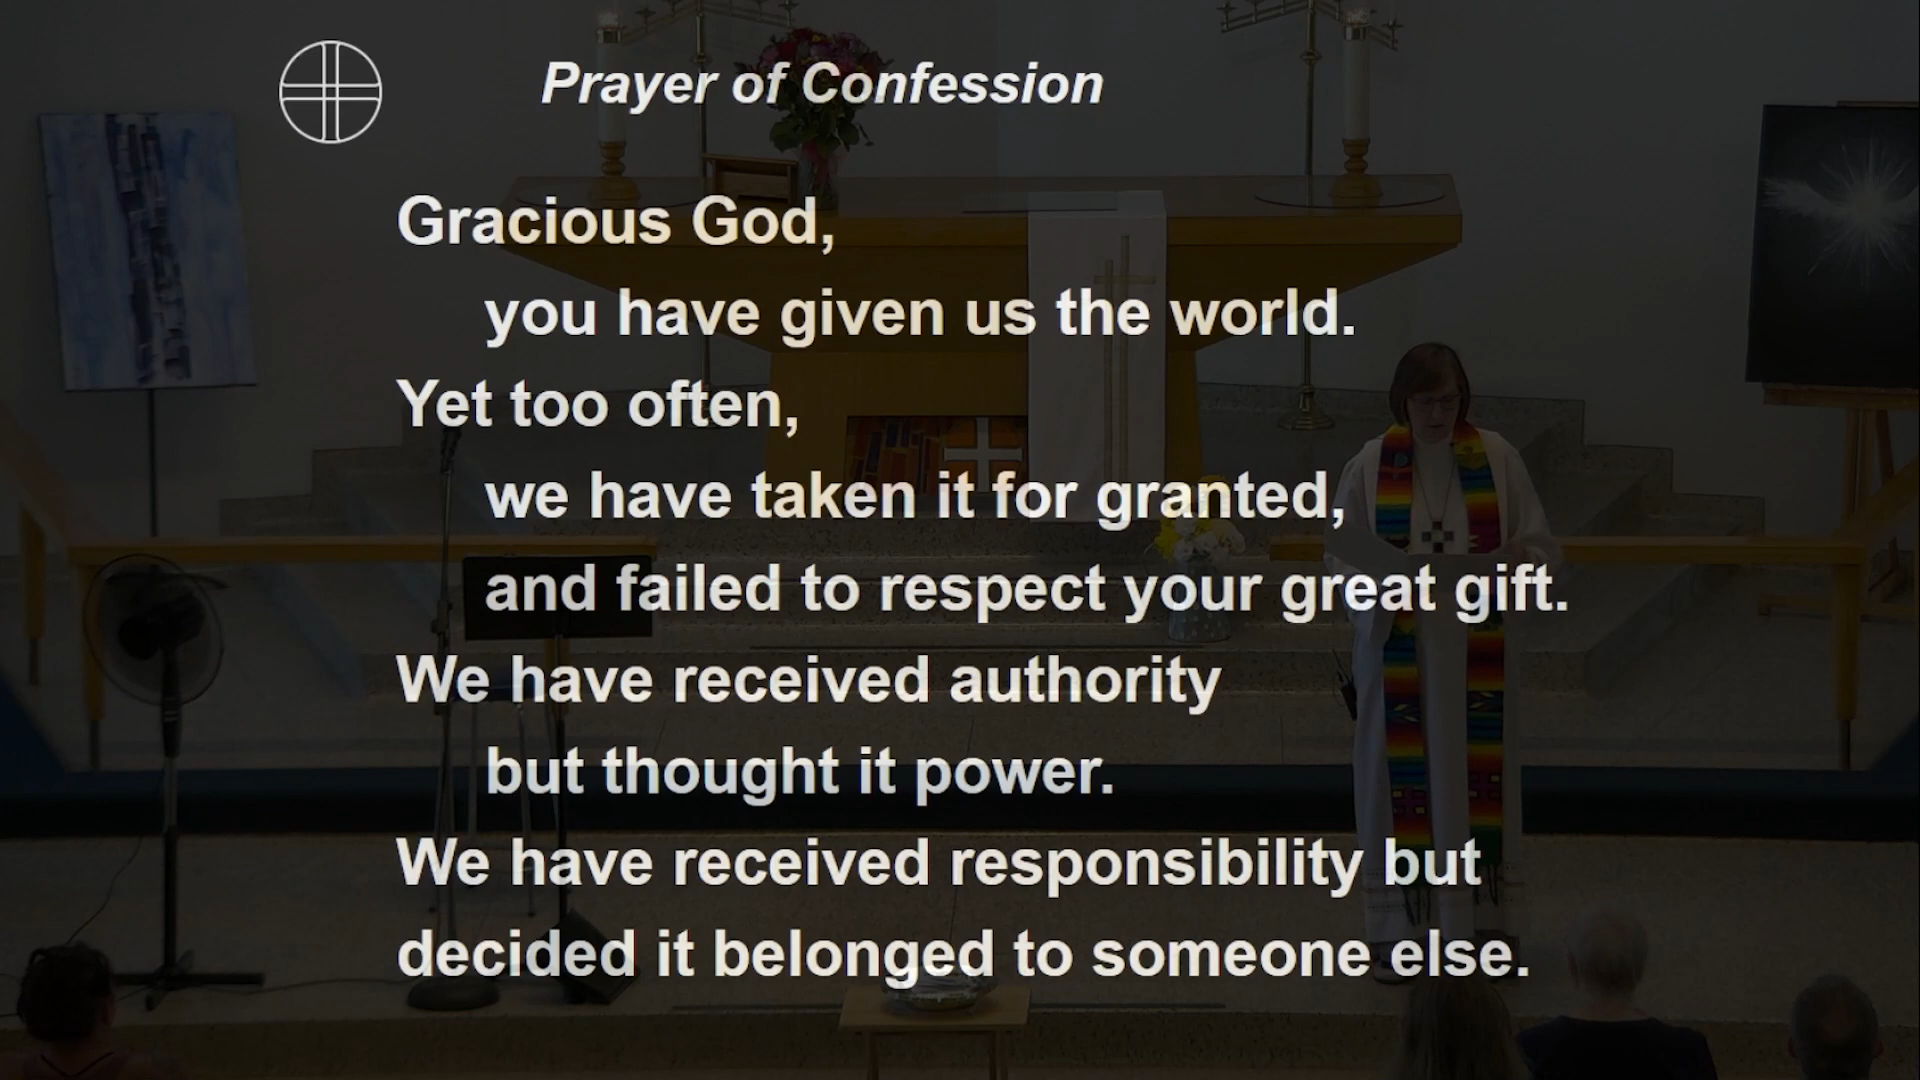 Prayer of Confession
Gracious God,
you have given us the world.
Yet too often,
we have taken it for granted,
and failed to respect your great gift.
We have received authority
but thought it power.
We have received responsibility but
decided it belonged to someone else.